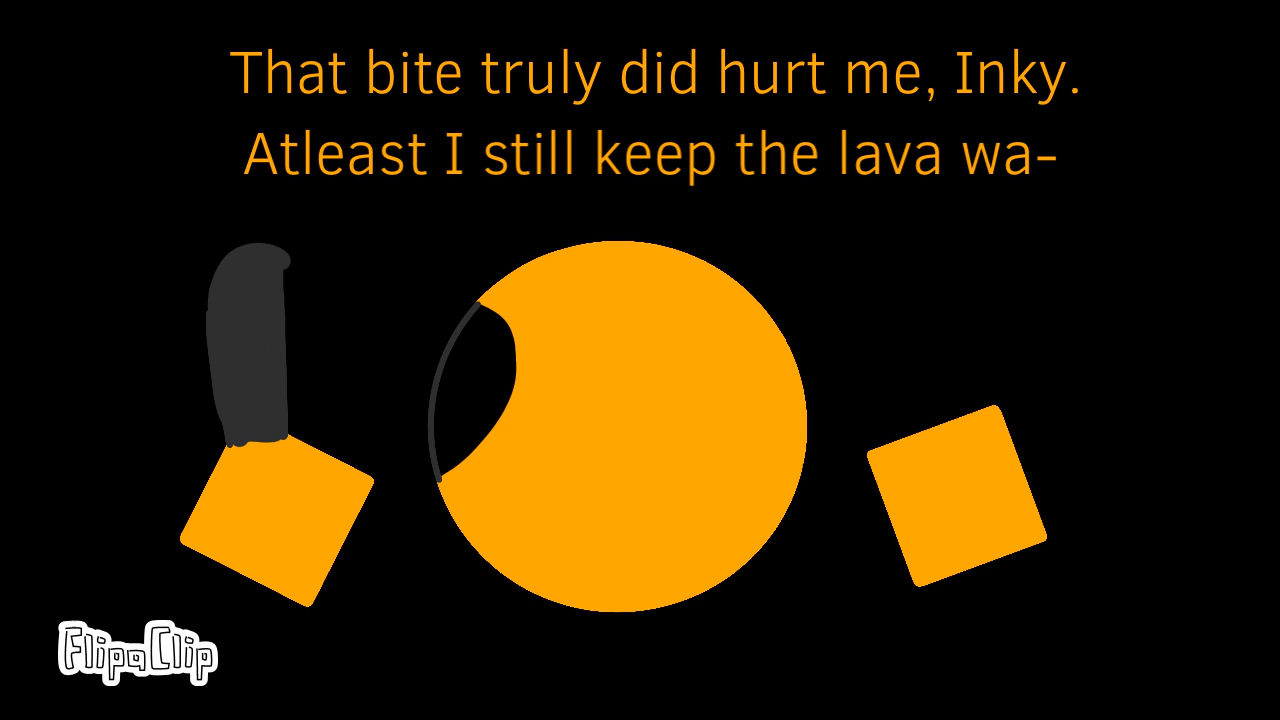 That bite truly did hurt me, Inky.
Atleast I still keep the lava wa-
FlipaClip